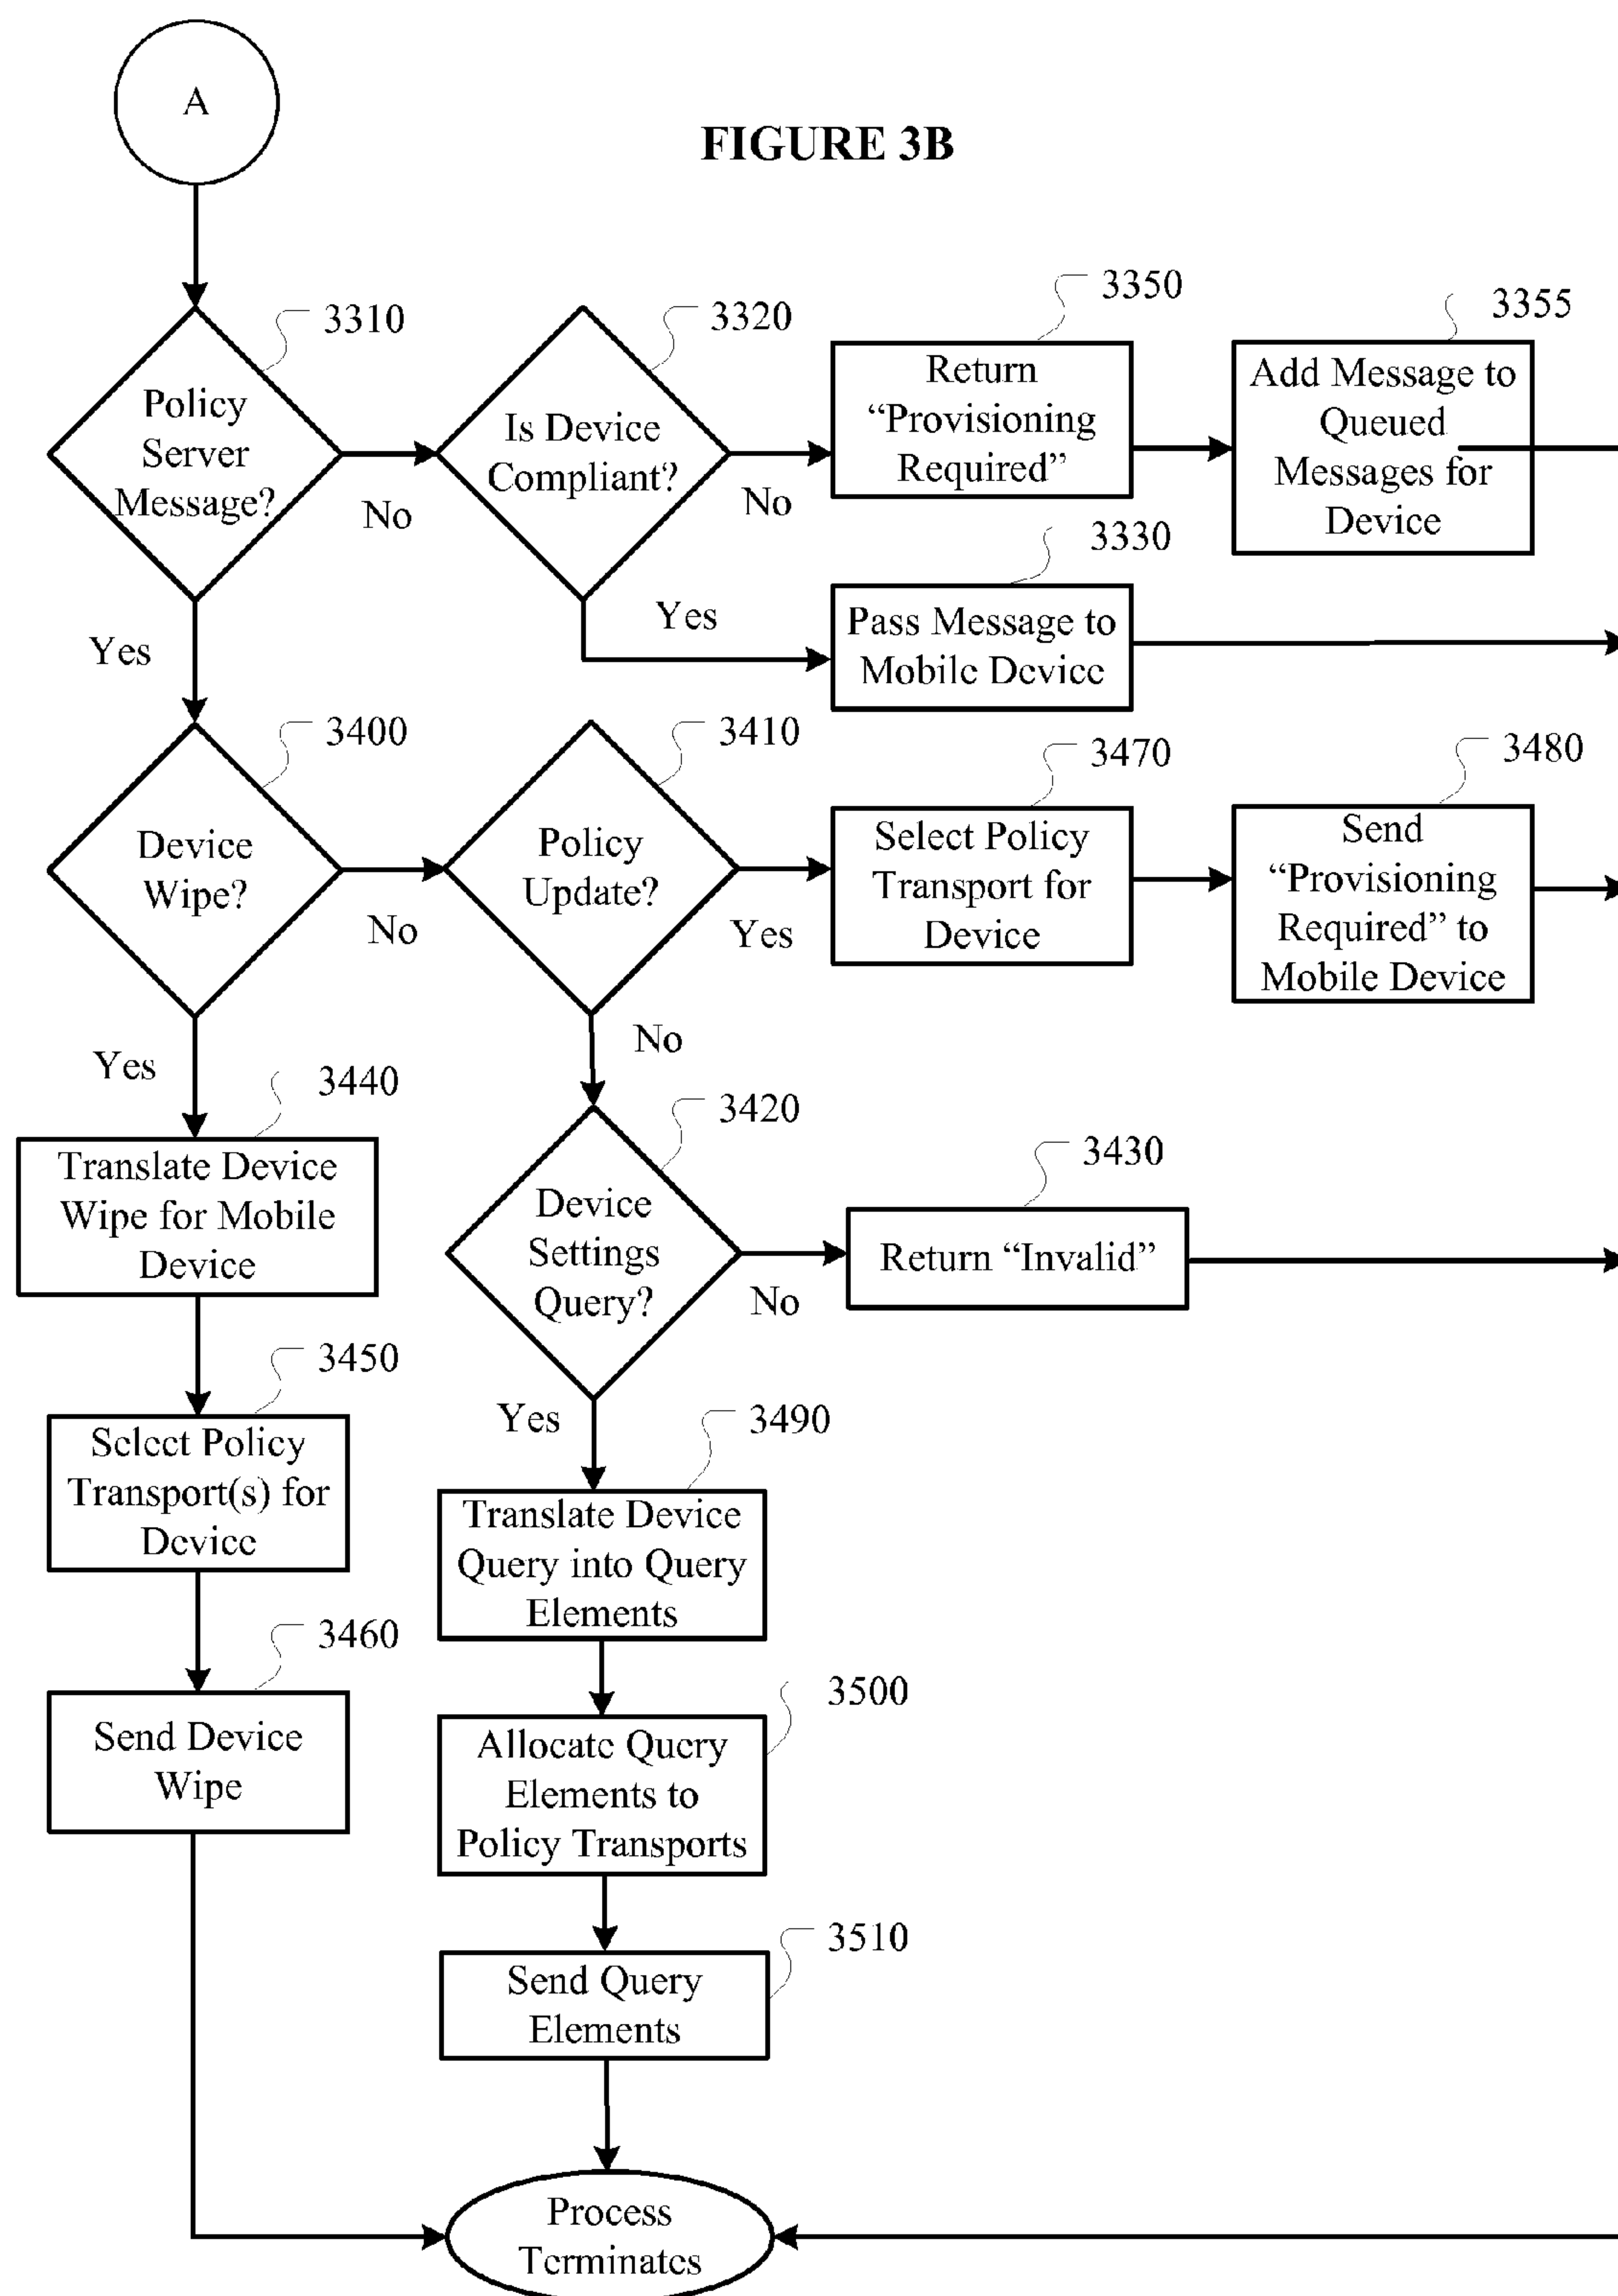 A
FIGURE 3B
3310
Policy
Server
Message?
No
Yes
3320
Is Device
Compliant?
No
Yes
3350
Return
“Provisioning
Required”
3355
Add Message to
Queued
Messages for
Device
3330
Pass Message to
Mobile Device
3400
Device
Wipe?
No
Yes
3410
Policy
Update?
Yes
No
3470
Select Policy
Transport for
Device
3480
Send
“Provisioning
Required” to
Mobile Device
3440
Translate Device
Wipe for Mobile
Device
3420
Device
Settings
Query?
No
Yes
3430
Return “Invalid”
3450
Select Policy
Transport(s) for
Device
3490
Translate Device
Query into Query
Elements
3460
Send Device
Wipe
3500
Allocate Query
Elements to
Policy Transports
3510
Send Query
Elements
Process
Terminates